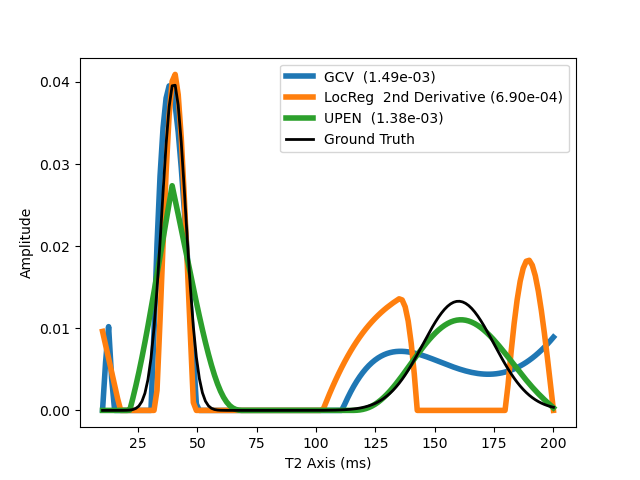 GCV (1.49e-03)
LocReg 2nd Derivative (6.90e-04)
UPEN (1.38e-03)
Ground Truth
0.04
0.03
0.02
0.01
0.00
Amplitude
25 50 75 100 125 150 175 200
T2 Axis (ms)